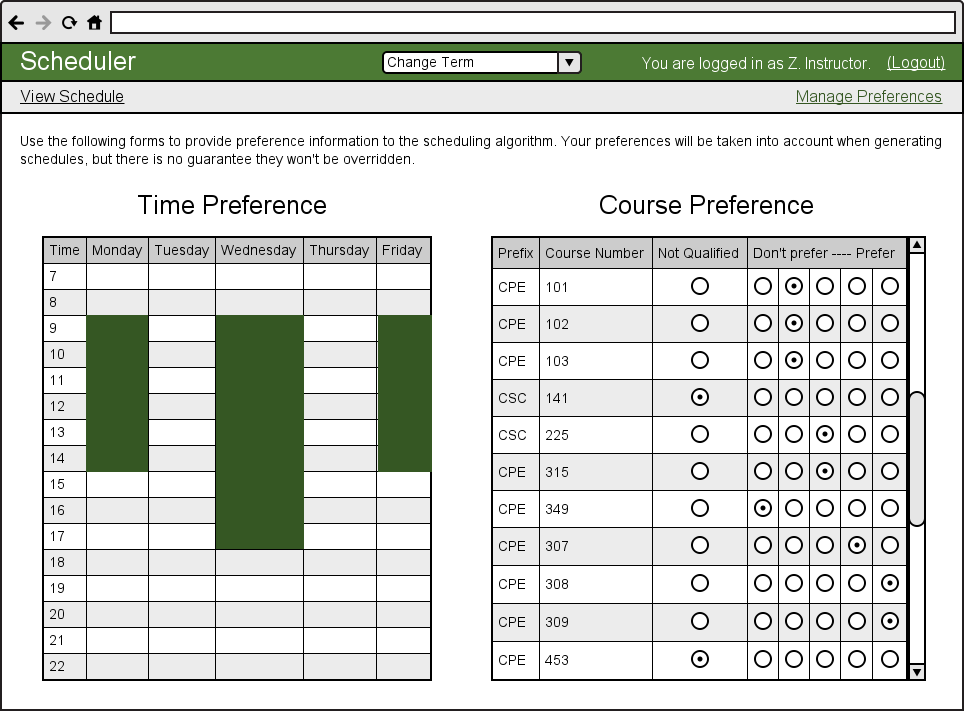 Scheduler
Change Term
You are logged in as Z. Instructor. (Logout)
View Schedule
Manage Preferences
Use the following forms to provide preference information to the scheduling algorithm. Your preferences will be taken into account when generating
schedules, but there is no guarantee they won't be overridden.
Time Preference
Time Monday Tuesday Wednesday Thursday Friday
7
8
9
10
11
12
13
14
15
16
17
18
19
20
21
22
Course Preference
Prefix Course Number Not Qualified Don't prefer ---- Prefer
CPE 101
CPE 102
CPE 103
CSC 141
CSC 225
CPE 315
CPE 349
CPE 307
CPE 308
CPE 309
CPE 453